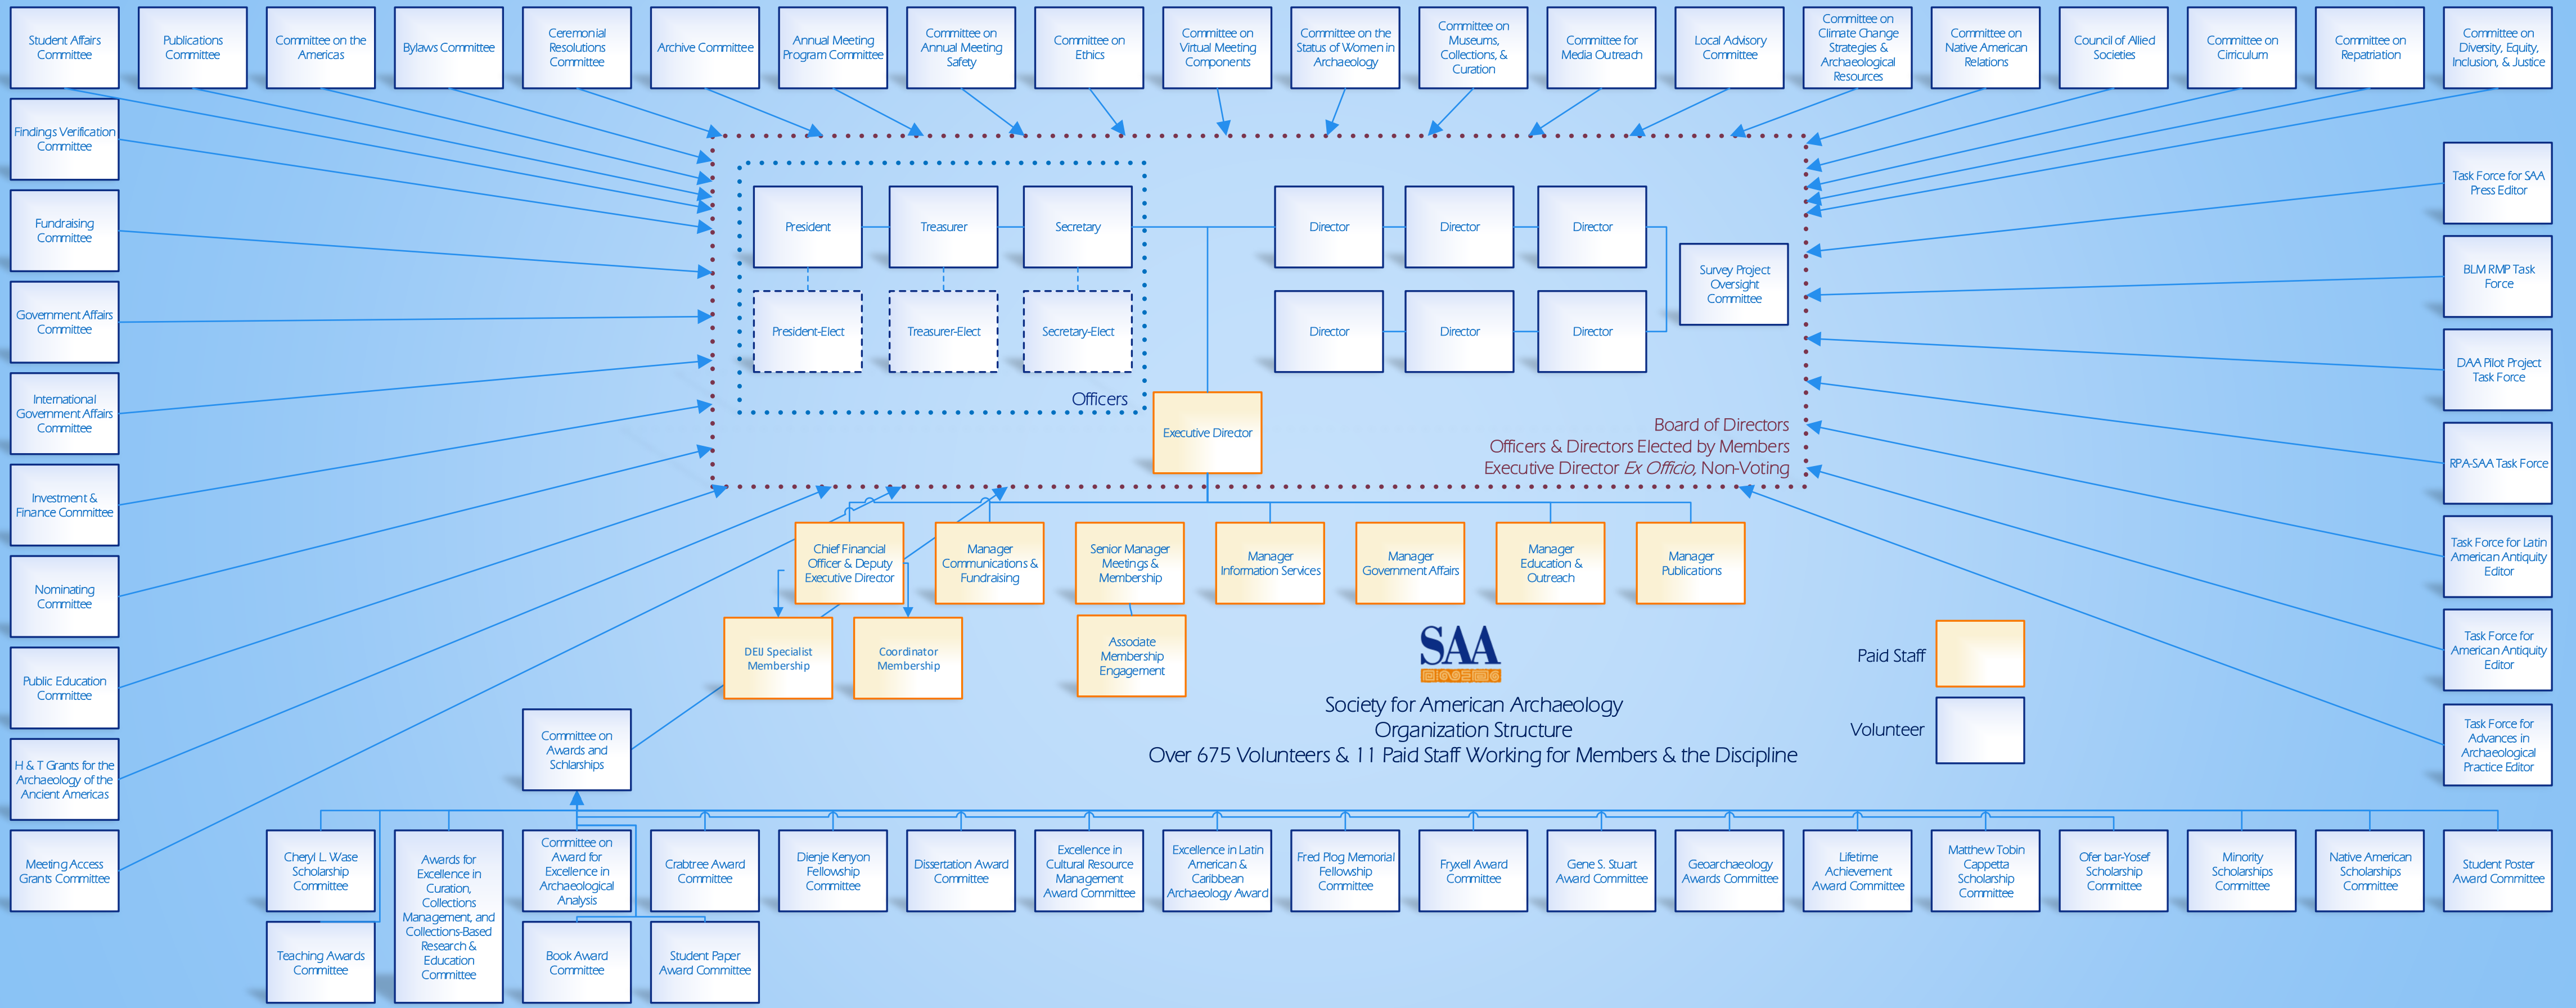 Student Affairs
Committee
Publications
Committee
Committee on the
Americas
Bylaws Committee
Ceremonial
Resolutions
Committee
Archive Committee
Annual Meeting
Program Committee
Committee on
Annual Meeting
Safety
Committee on
Ethics
Committee on
Virtual Meeting
Components
Committee on the
Status of Women in
Archaeology
Committee on
Museums,
Collections, &
Curation
Committee for
Media Outreach
Local Advisory
Committee
Committee on
Climate Change
Strategies &
Archaeological
Resources
Committee on
Native American
Relations
Council of Allied
Societies
Committee on
Cirriculum
Committee on
Repatriation
Committee on
Diversity, Equity,
Inclusion, & Justice
Findings Verification
Committee
Fundraising
Committee
Government Affairs
Committee
International
Government Affairs
Committee
Investment &
Finance Committee
Nominating
Committee
Public Education
Committee
H & T Grants for the
Archaeology of the
Ancient Americas
Meeting Access
Grants Committee
President
Treasurer
Secretary
Director
Director
Director
President-Elect
Treasurer-Elect
Secretary-Elect
Director
Director
Director
Survey Project
Oversight
Committee
Officers
Executive Director
Board of Directors
Officers & Directors Elected by Members
Executive Director Ex Officio, Non-Voting
Task Force for SAA
Press Editor
BLM RMP Task
Force
DAA Pilot Project
Task Force
RPA-SAA Task Force
Task Force for Latin
American Antiquity
Editor
Task Force for
American Antiquity
Editor
Task Force for
Advances in
Archaeological
Practice Editor
Chief Financial
Officer & Deputy
Executive Director
Manager
Communications &
Fundraising
Senior Manager
Meetings &
Membership
Manager
Information Services
Manager
Government Affairs
Manager
Education &
Outreach
Manager
Publications
DEIJ Specialist
Membership
Coordinator
Membership
Associate
Membership
Engagement
SAA
Society for American Archaeology
Organization Structure
Over 675 Volunteers & 11 Paid Staff Working for Members & the Discipline
Paid Staff
Volunteer
Committee on
Awards and
Schlarships
Cheryl L. Wase
Scholarship
Committee
Awards for
Excellence in
Curation,
Collections
Management, and
Collections-Based
Research &
Education
Committee
Committee on
Award for
Excellence in
Archaeological
Analysis
Crabtree Award
Committee
Dienje Kenyon
Fellowship
Committee
Dissertation Award
Committee
Excellence in
Cultural Resource
Management
Award Committee
Excellence in Latin
American &
Caribbean
Archaeology Award
Fred Plog Memorial
Fellowship
Committee
Fryxell Award
Committee
Gene S. Stuart
Award Committee
Geoarchaeology
Awards Committee
Lifetime
Achievement
Award Committee
Matthew Tobin
Cappetta
Scholarship
Committee
Ofer bar-Yosef
Scholarship
Committee
Minority
Scholarships
Committee
Native American
Scholarships
Committee
Student Poster
Award Committee
Teaching Awards
Committee
Book Award
Committee
Student Paper
Award Committee